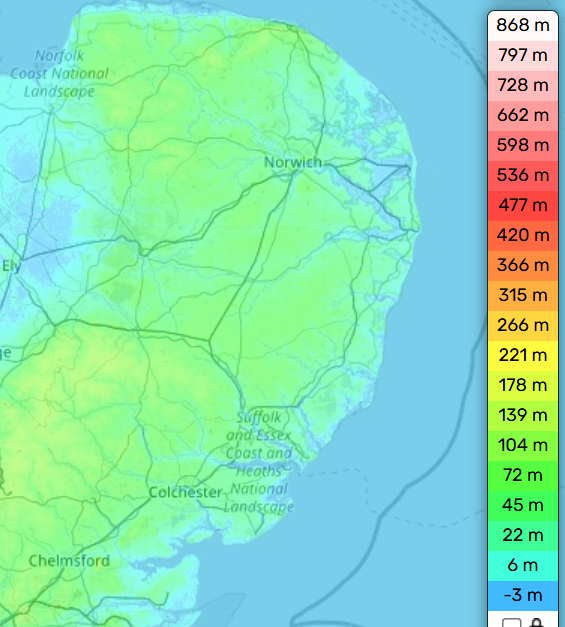 Norfolk
Coast National
Landscape
Norwich
Ely
ge
Suffolk
and Essex
Coast and
Heaths
National
Landscape
Colchester
Chelmsford
868 m
797 m
728 m
662 m
598 m
536 m
477 m
420 m
366 m
315 m
266 m
221 m
178 m
139 m
104 m
72 m
45 m
22 m
6 m
-3 m